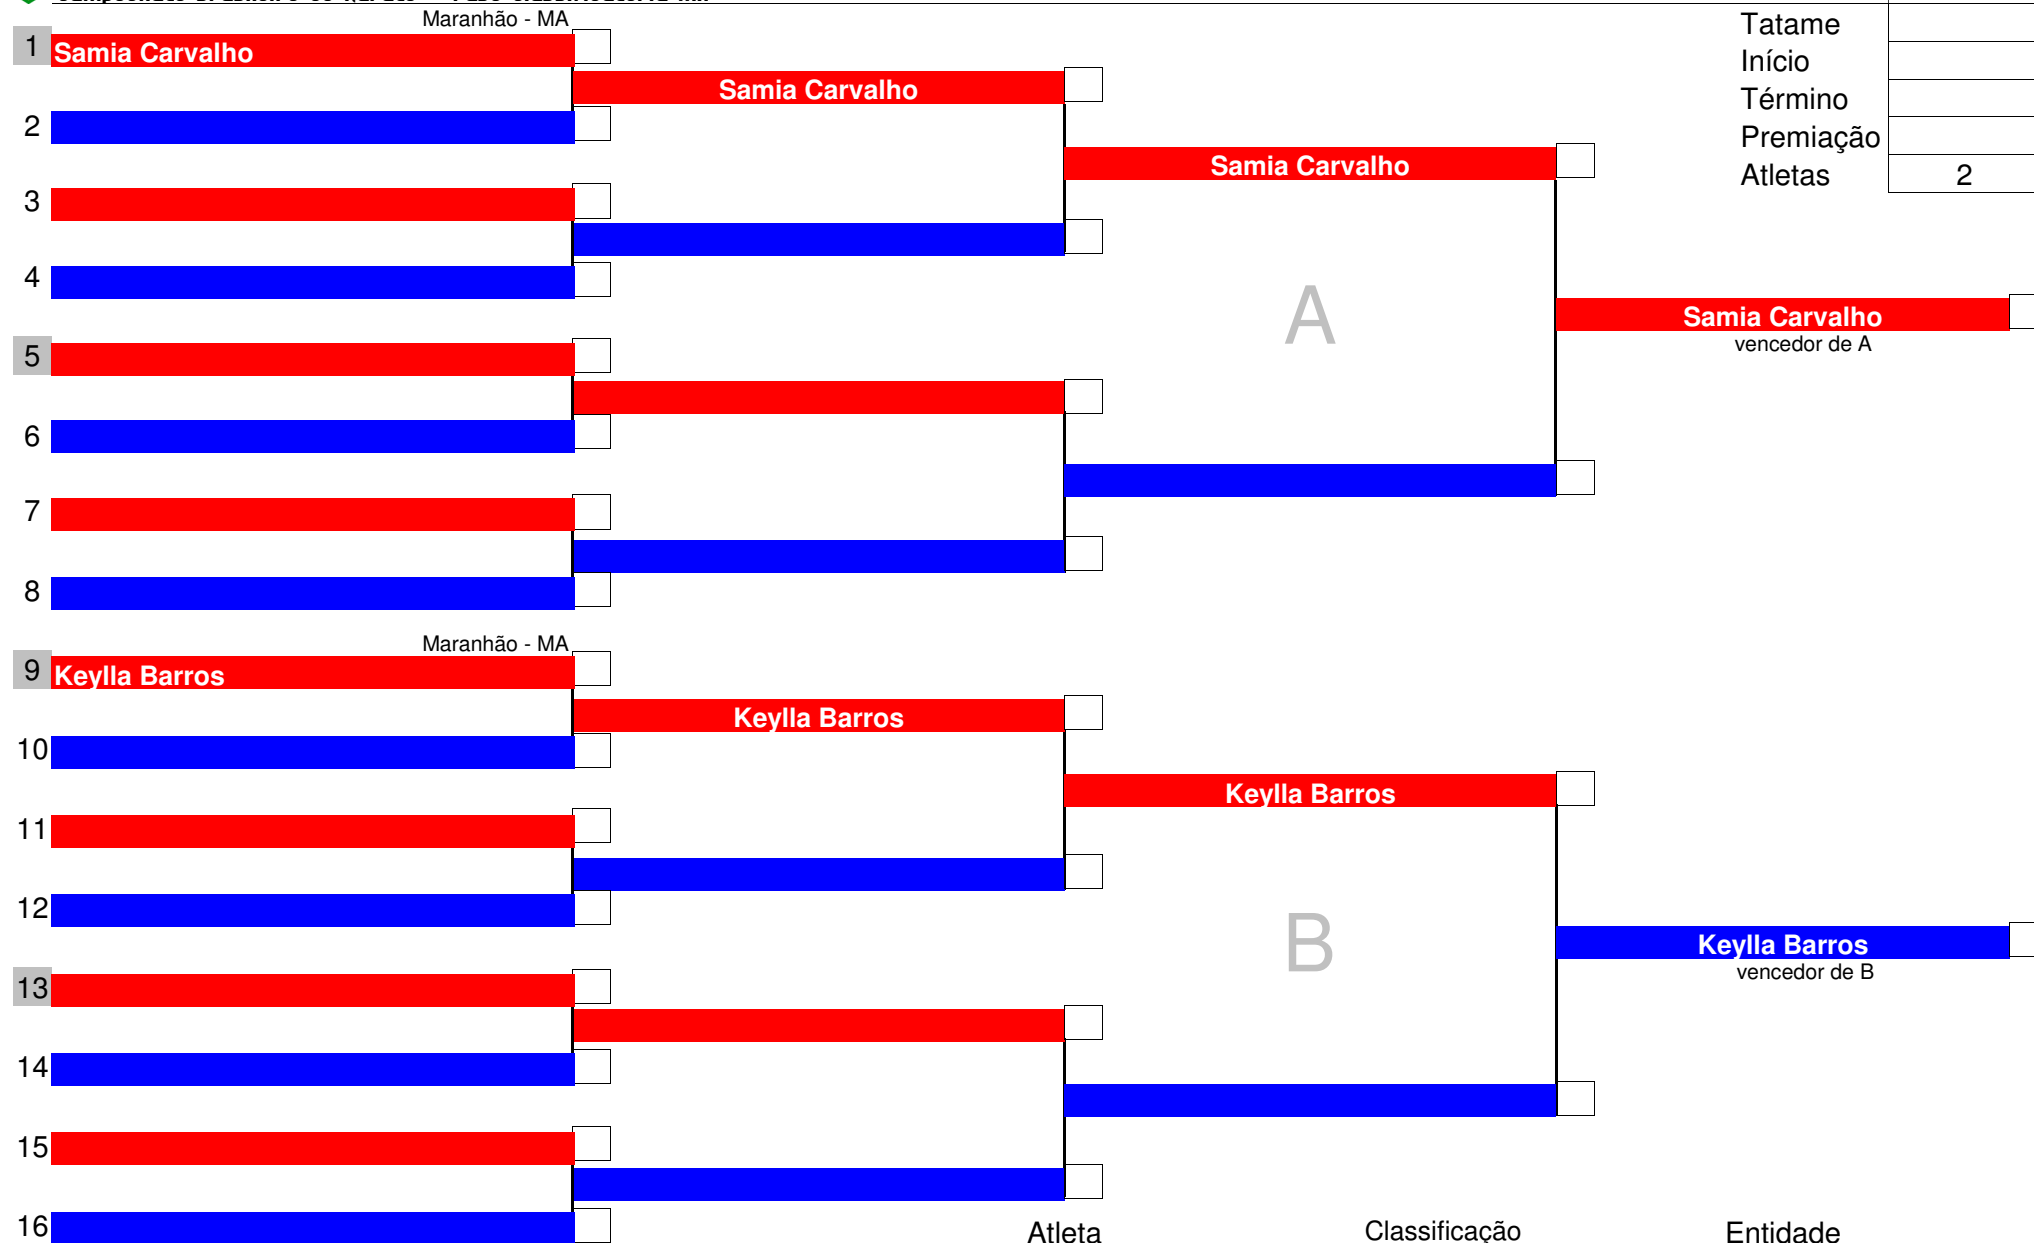 Maranhão - MA
Tatame
1 Samia Carvalho
Início
Samia Carvalho
Término
2
Premiação
Samia Carvalho
Atletas 2
3
4
Samia Carvalho
A
vencedor de A
5
6
7
8
Maranhão - MA
9 Keylla Barros
Keylla Barros
10
Keylla Barros
11
12
B
Keylla Barros
vencedor de B
13
14
15
16
Atleta Classificação Entidade